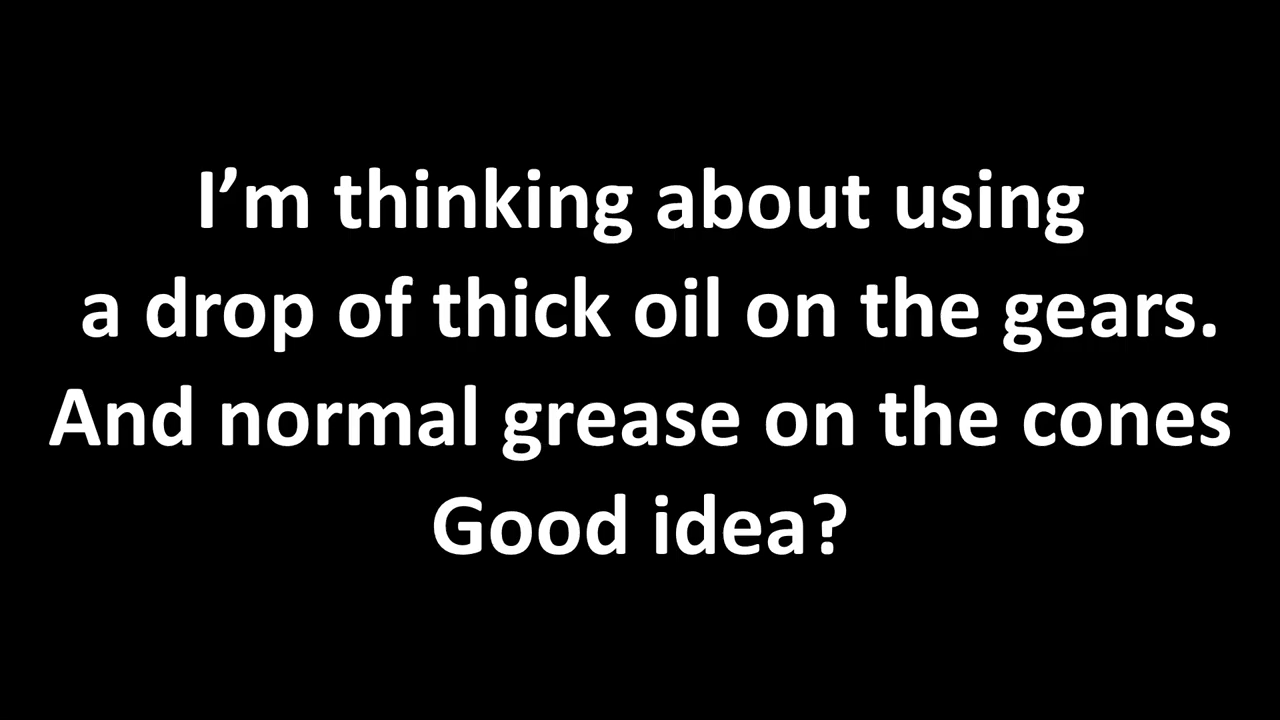 I’m thinking about using
a drop of thick oil on the gears.
And normal grease on the cones
Good idea?